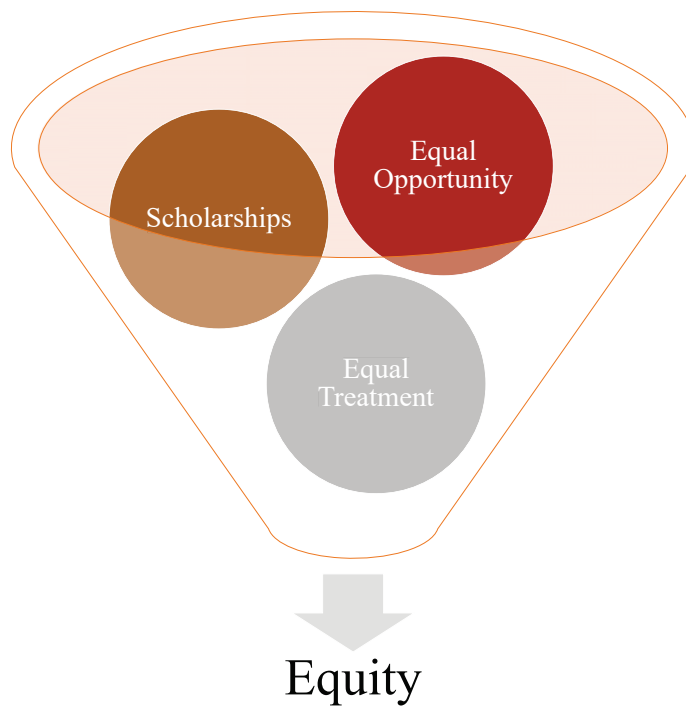 Equal
Opportunity
Scholarships
Equal
Treatment
Equity